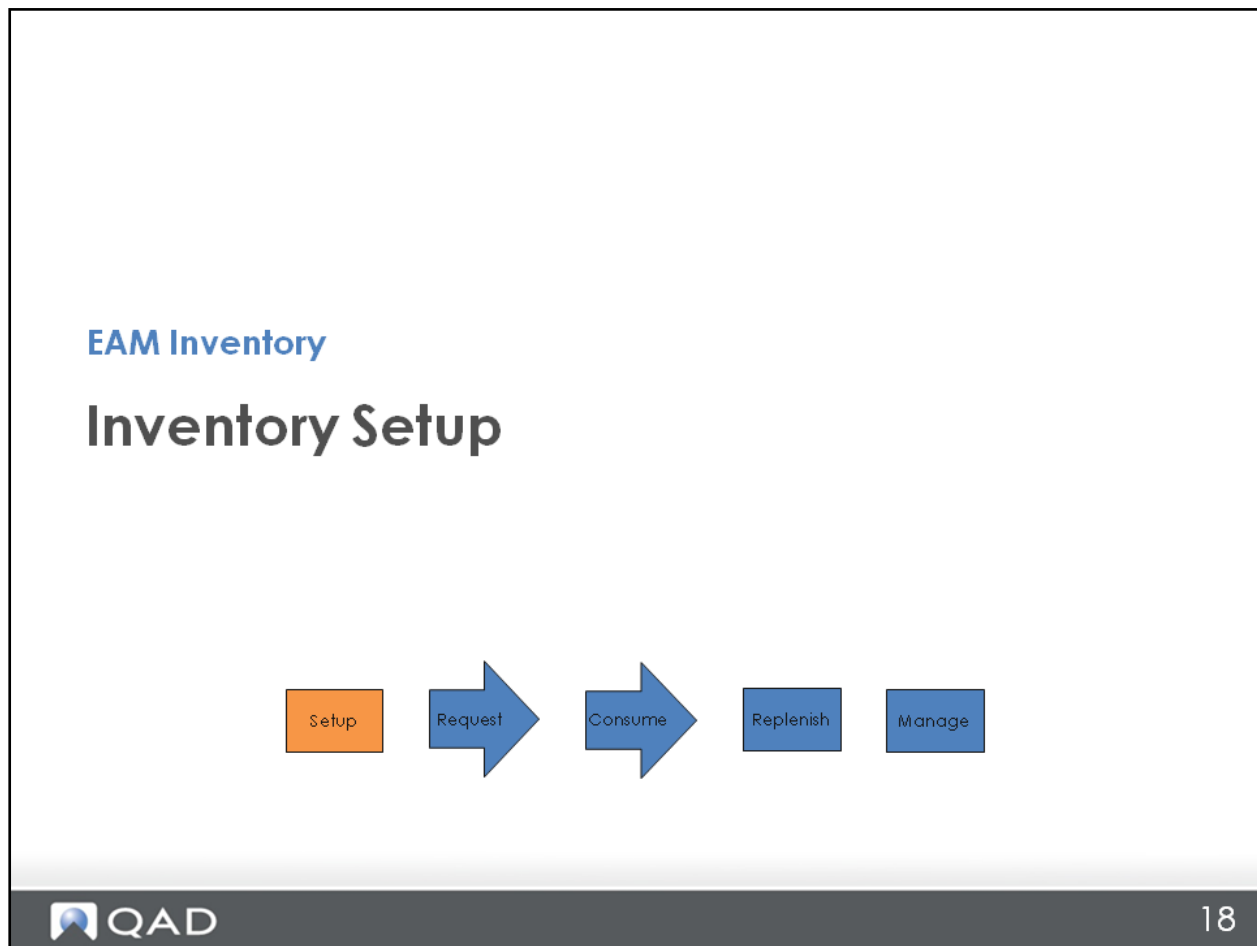 EAM Inventory
Inventory Setup
Setup
Request
Consume
Replenish
Manage
QAD
18